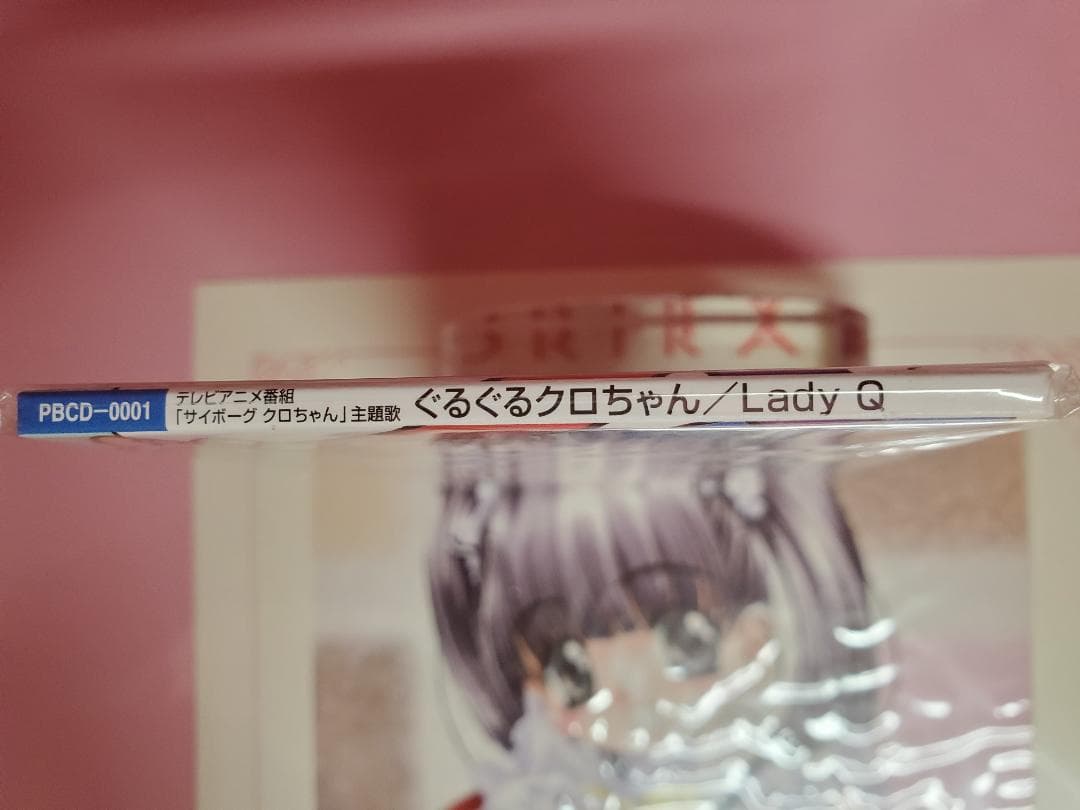 PBCD-0001
テレビアニメ番組
「サイボーグ クロちゃん」主題歌
ぐるぐるクロちゃん／Lady Q